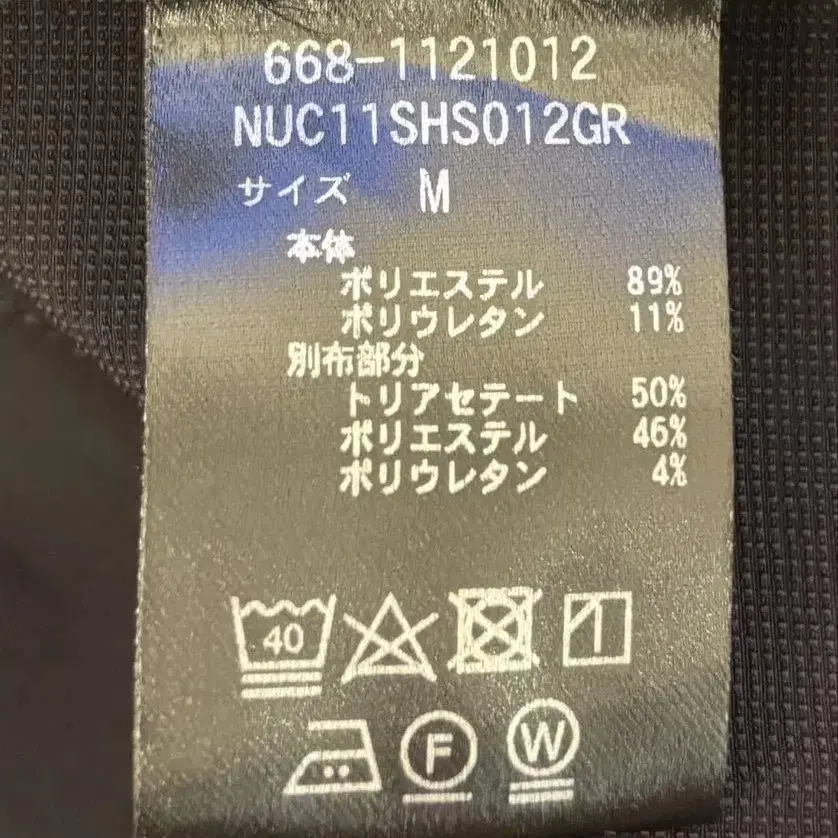 668-1121012
NUC11SHS012GR
サイズ M
本体
ポリエステル 89%
ポリウレタン 11%
別布部分
トリアセテート 50%
ポリエステル 46%
ポリウレタン 4%
40
F W